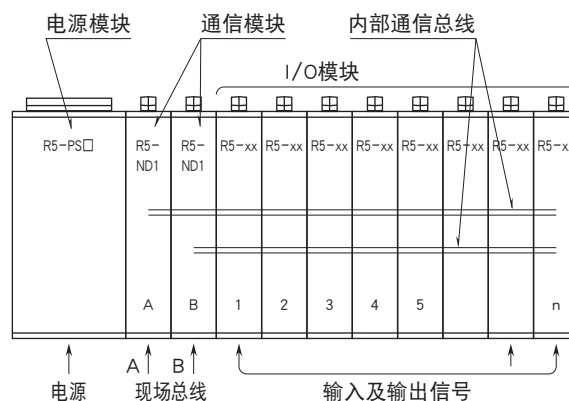 电源模块 通信模块 内部通信总线
I/O模块
R5-PS□ R5-ND1 R5-ND1 R5-xx R5-xx R5-xx R5-xx R5-xx R5-xx R5-xx R5-xx
A B 1 2 3 4 5 n
A B
电源 现场总线 输入及输出信号